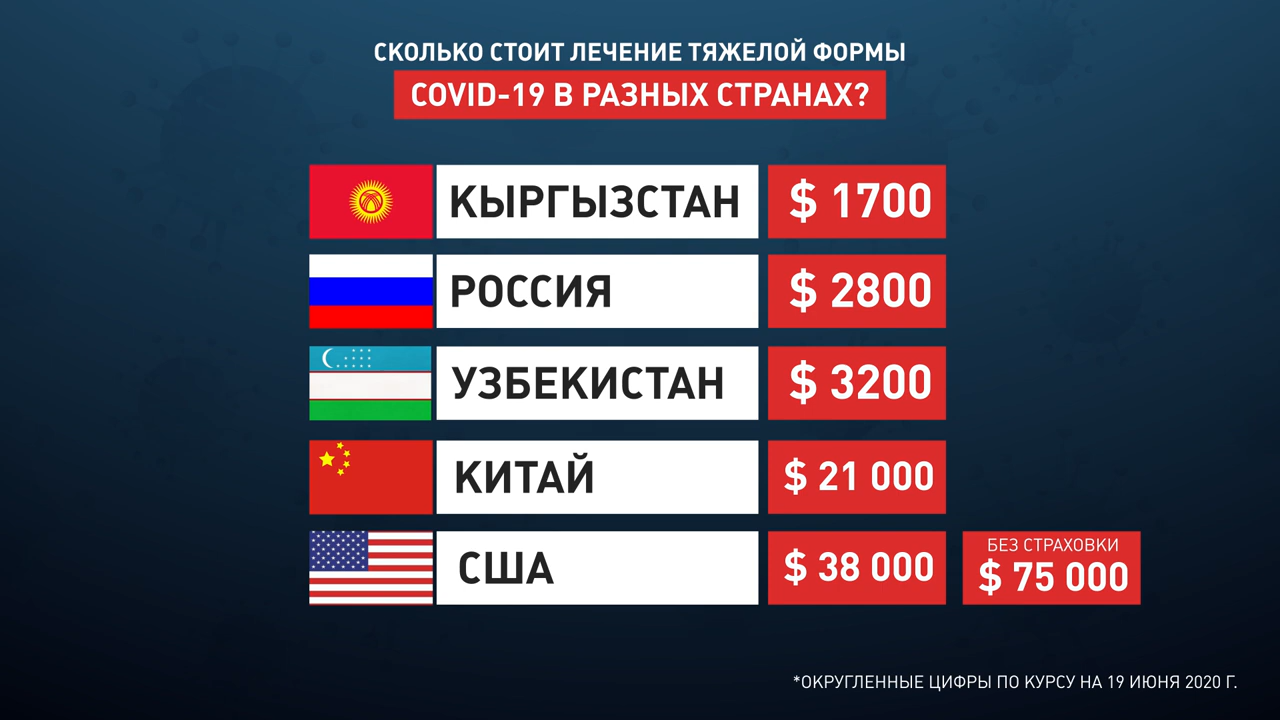 СКОЛЬКО СТОИТ ЛЕЧЕНИЕ ТЯЖЕЛОЙ ФОРМЫ
COVID-19 В РАЗНЫХ СТРАНАХ?
КЫРГЫЗСТАН $ 1700
РОССИЯ $ 2800
УЗБЕКИСТАН $ 3200
КИТАЙ $ 21 000
США $ 38 000
БЕЗ СТРАХОВКИ
$ 75 000
*ОКРУГЛЕННЫЕ ЦИФРЫ ПО КУРСУ НА 19 ИЮНЯ 2020 Г.